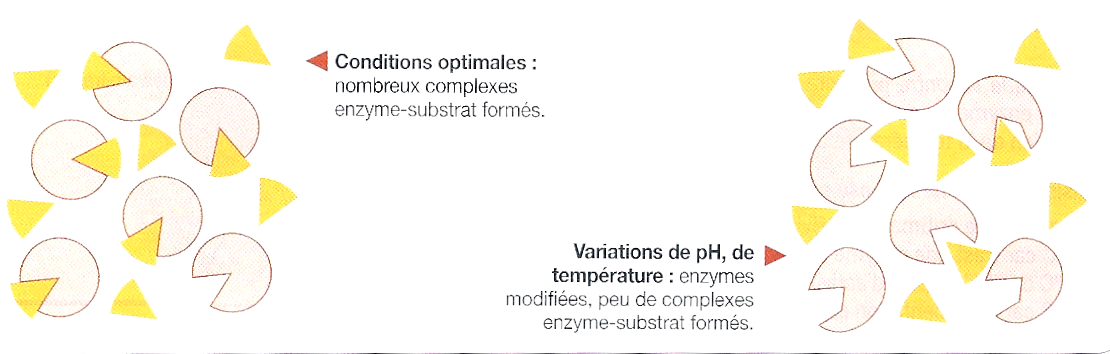 Conditions optimales :
nombreux complexes
enzyme-substrat formés.
Variations de pH, de
température : enzymes
modifiées, peu de complexes
enzyme-substrat formés.